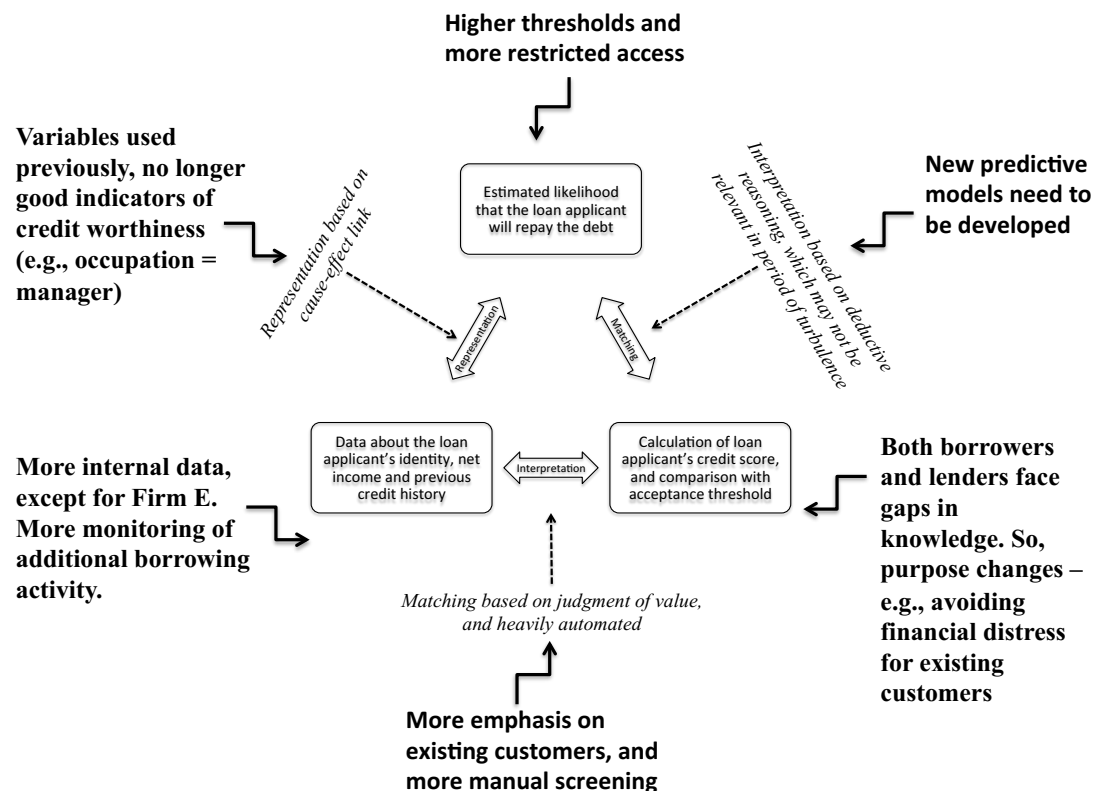 Higher thresholds and
more restricted access
Variables used
previously, no longer
good indicators of
credit worthiness
(e.g., occupation =
manager)
Representation based on
cause-effect link
Estimated likelihood
that the loan applicant
will repay the debt
Interpretation based on deductive
reasoning, which may not be
relevant in period of turbulence
New predictive
models need to
be developed
Representation
Matching
More internal data,
except for Firm E.
More monitoring of
additional borrowing
activity.
Data about the loan
applicant's identity, net
income and previous
credit history
Interpretation
Calculation of loan
applicant's credit score,
and comparison with
acceptance threshold
Both borrowers
and lenders face
gaps in
knowledge. So,
purpose changes –
e.g., avoiding
financial distress
for existing
customers
Matching based on judgment of value,
and heavily automated
More emphasis on
existing customers, and
more manual screening